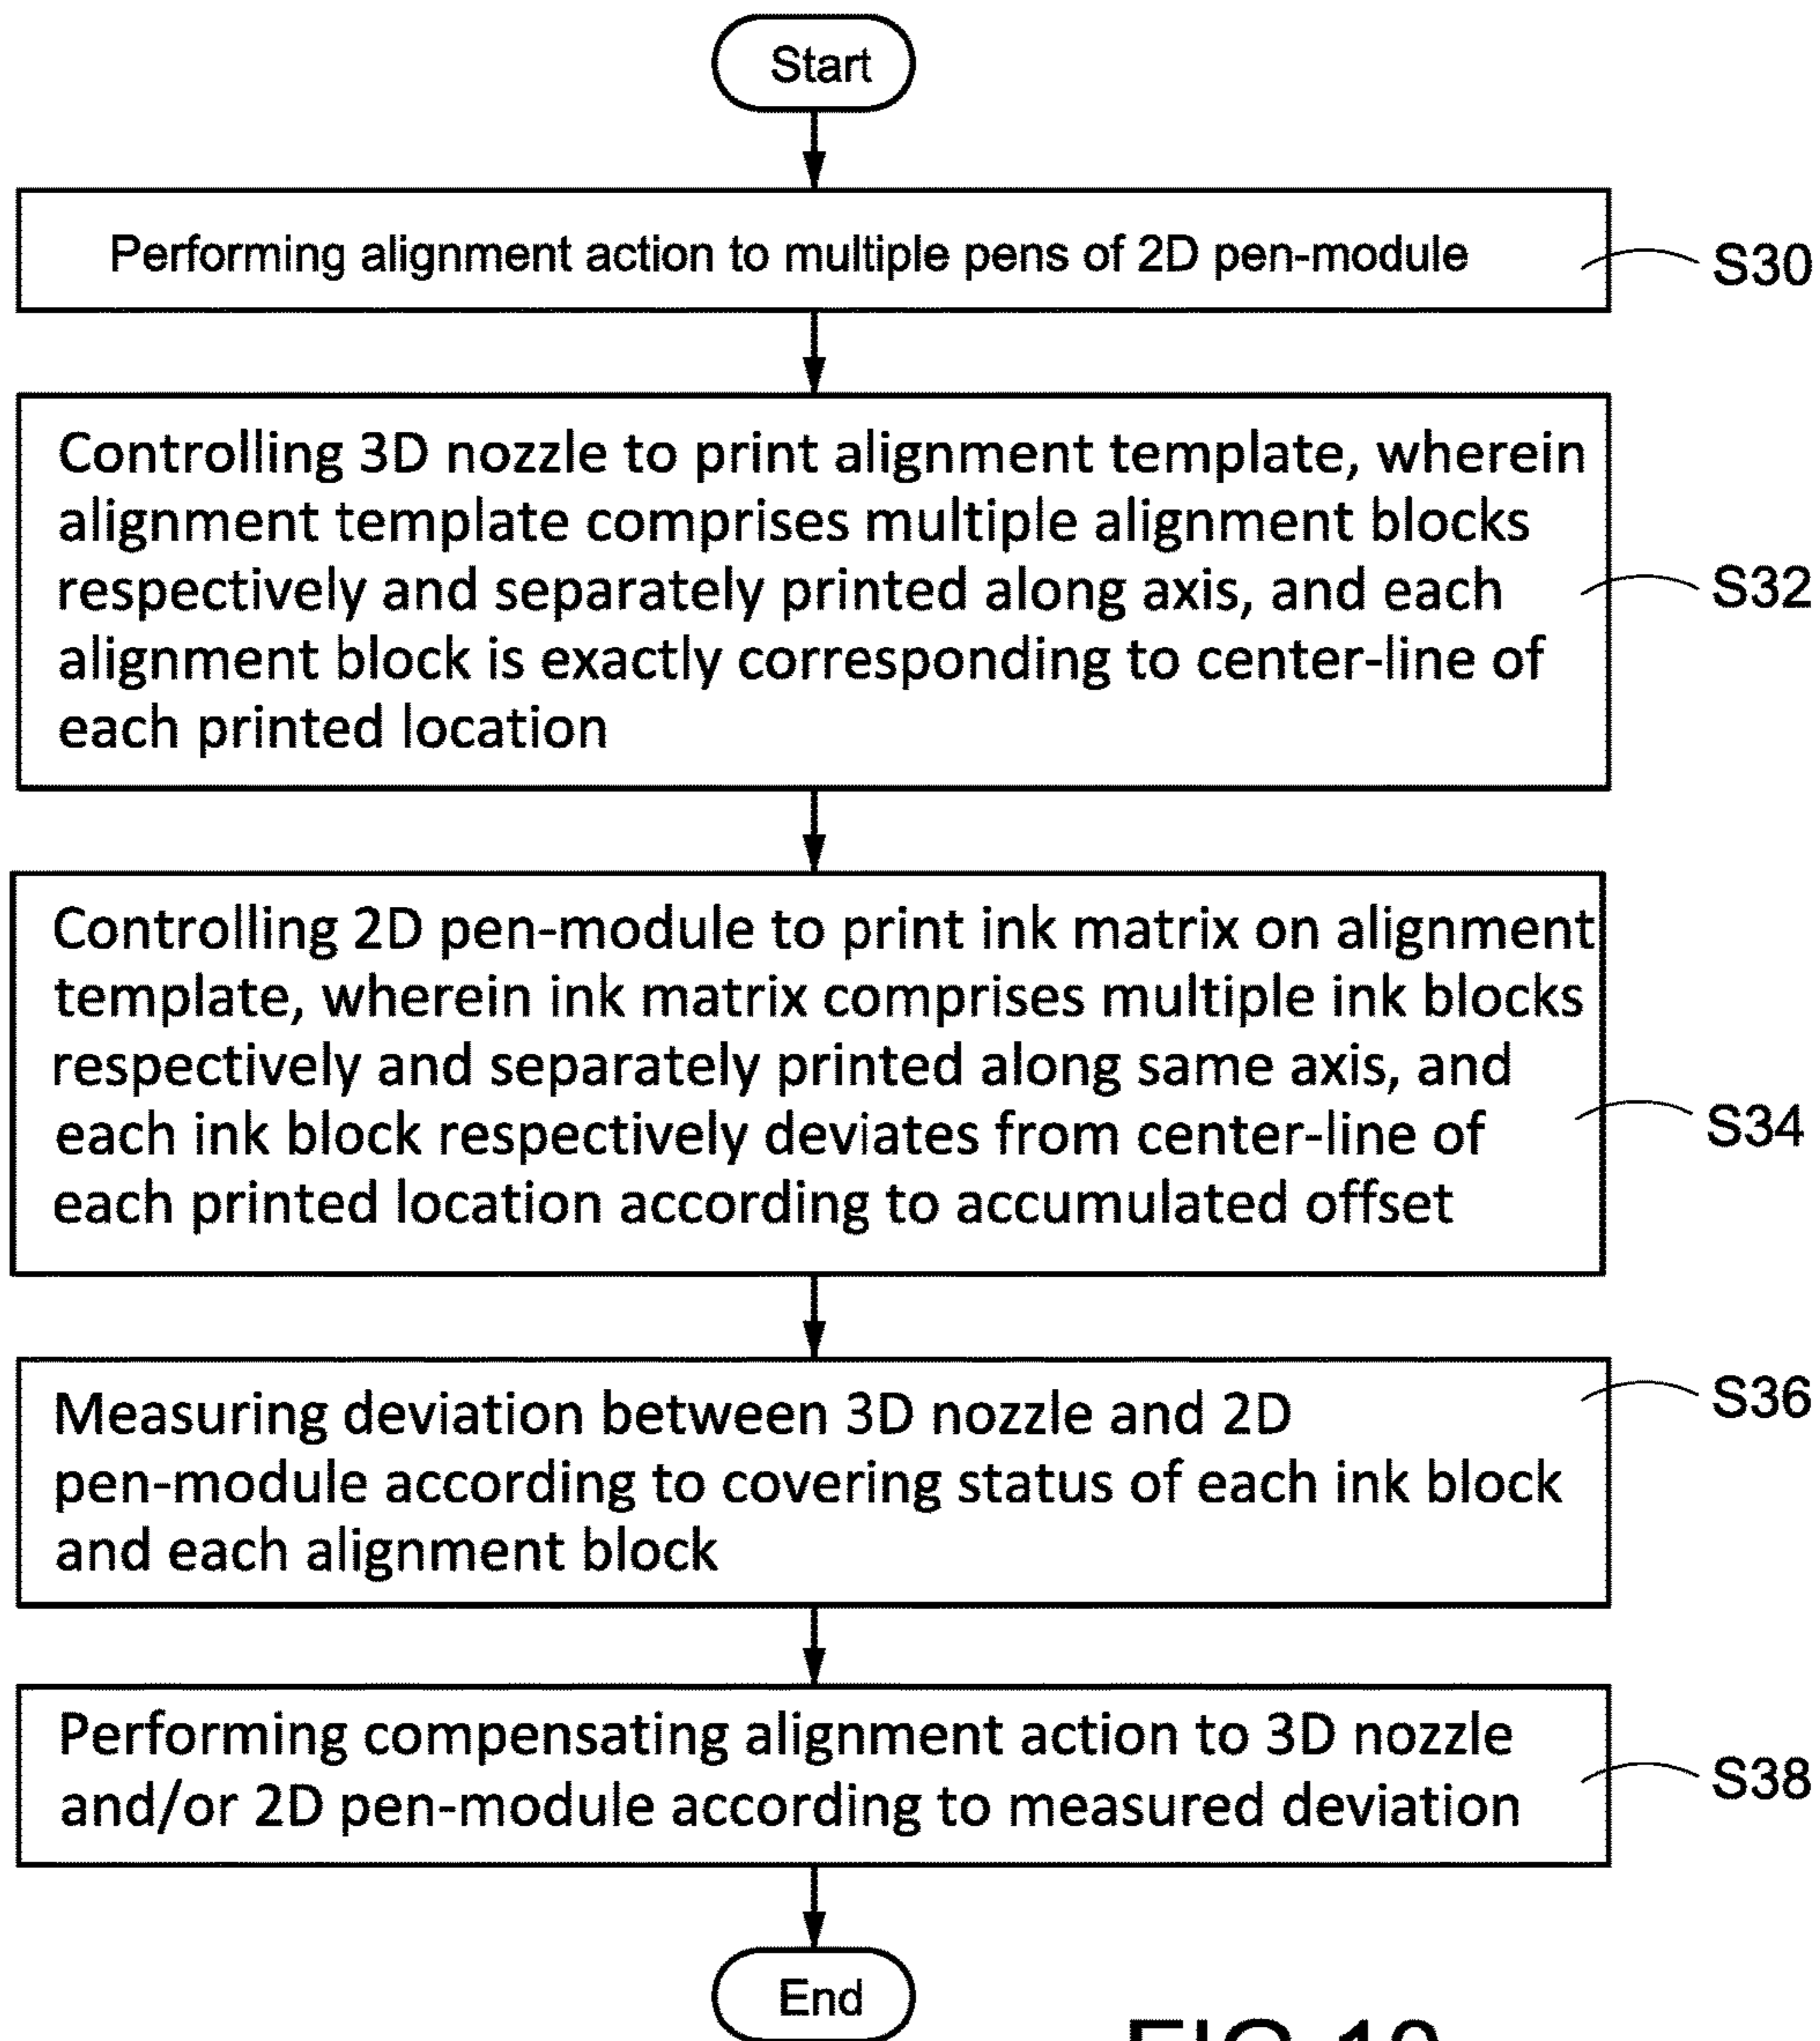 Start
Performing alignment action to multiple pens of 2D pen-module
S30
Controlling 3D nozzle to print alignment template, wherein
alignment template comprises multiple alignment blocks
respectively and separately printed along axis, and each
alignment block is exactly corresponding to center-line of
each printed location
S32
Controlling 2D pen-module to print ink matrix on alignment
template, wherein ink matrix comprises multiple ink blocks
respectively and separately printed along same axis, and
each ink block respectively deviates from center-line of
each printed location according to accumulated offset
S34
Measuring deviation between 3D nozzle and 2D
pen-module according to covering status of each ink block
and each alignment block
S36
Performing compensating alignment action to 3D nozzle
and/or 2D pen-module according to measured deviation
S38
End